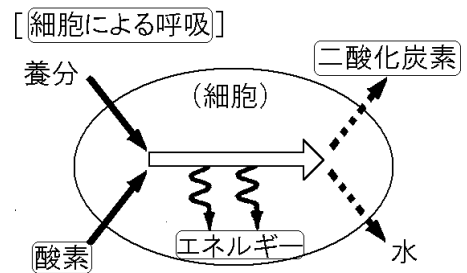 [細胞による呼吸]
二酸化炭素
養分
(細胞)
酸素
エネルギー
水